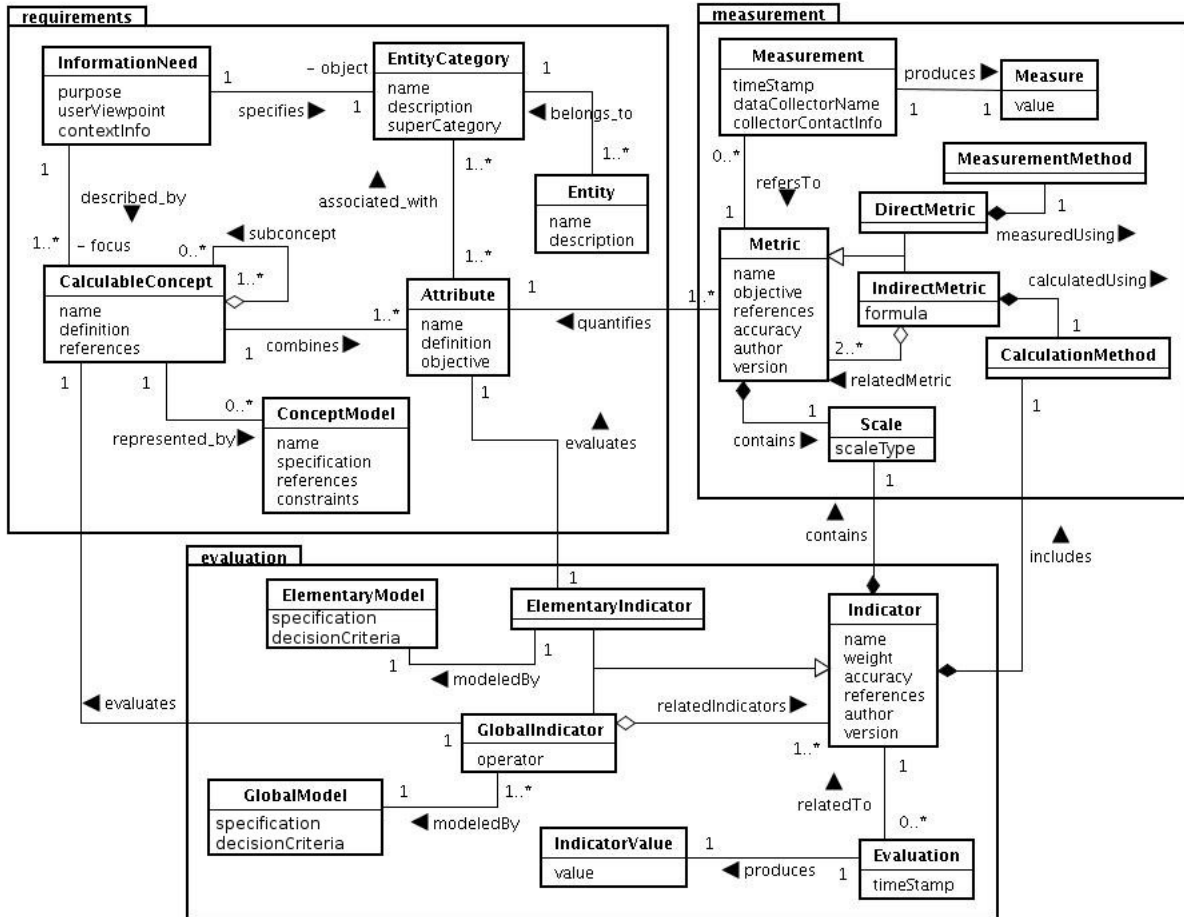 requirements
InformationNeed
purpose
userViewpoint
contextInfo
1
specifies
- object
1
EntityCategory
name
description
superCategory
1
belongs_to
1..*
Entity
name
description
1
described_by
1..*
- focus
1..*
associated_with
1..*
0..*
subconcept
1..*
CalculableConcept
name
definition
references
1
combines
1..*
Attribute
name
definition
objective
1
quantifies
1..*
1
1
represented_by
0..*
ConceptModel
name
specification
references
constraints
1
evaluates
measurement
Measurement
timeStamp
dataCollectorName
collectorContactInfo
produces
1
1
Measure
value
0..*
refersTo
1
MeasurementMethod
DirectMetric
1
measuredUsing
Metric
name
objective
references
accuracy
author
version
calculatedUsing
IndirectMetric
formula
1
2..*
relatedMetric
CalculationMethod
1
1
contains
Scale
scaleType
1
contains
includes
evaluation
ElementaryModel
specification
decisionCriteria
1
ElementaryIndicator
1
1
modeledBy
Indicator
name
weight
accuracy
references
author
version
evaluates
relatedIndicators
1..*
1
GlobalIndicator
operator
1
1..*
modeledBy
GlobalModel
specification
decisionCriteria
1
relatedTo
0..*
IndicatorValue
value
1
produces
1
Evaluation
timeStamp